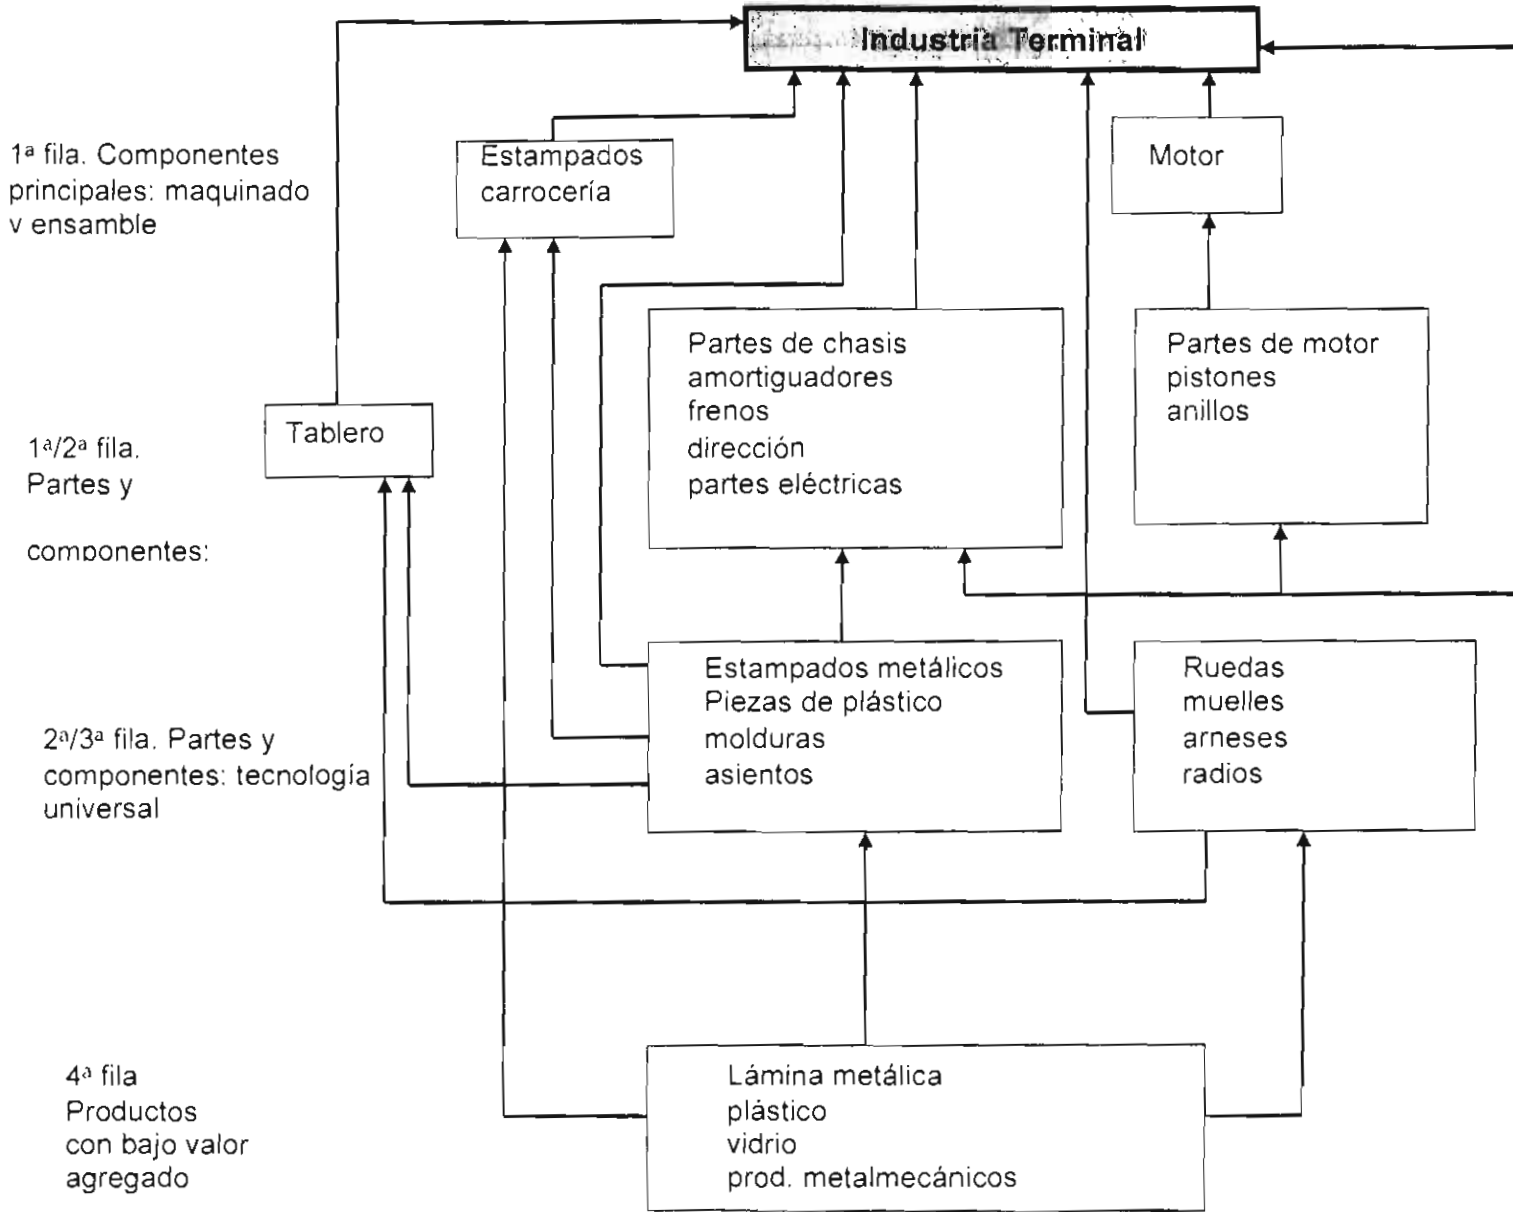 Industria Terminal
1ª fila. Componentes
principales: maquinado
y ensamble
Estampados
carrocería
Motor
Partes de chasis
amortiguadores
frenos
dirección
partes eléctricas
Partes de motor
pistones
anillos
Tablero
1ª/2ª fila.
Partes y
componentes:
Estampados metálicos
Piezas de plástico
molduras
asientos
Ruedas
muelles
arneses
radios
2ª/3ª fila. Partes y
componentes: tecnología
universal
4ª fila
Productos
con bajo valor
agregado
Lámina metálica
plástico
vidrio
prod. metalmecánicos